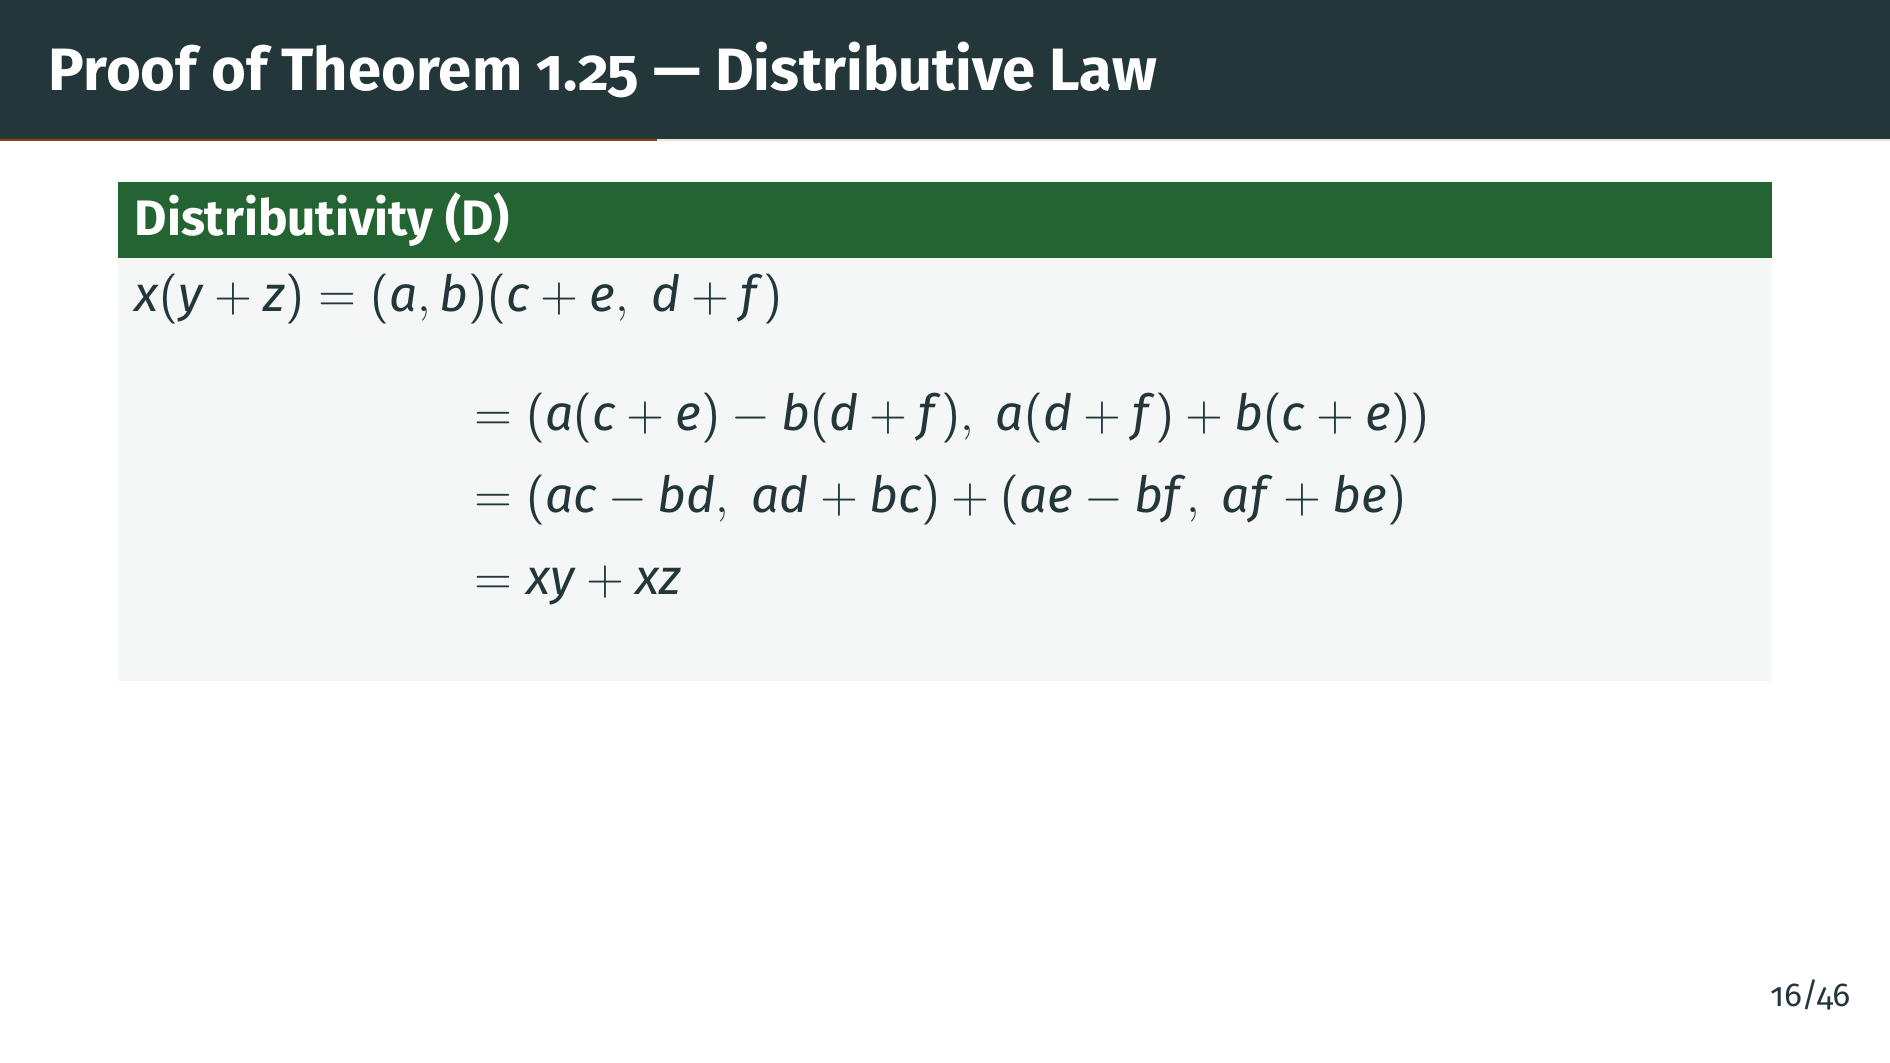 Proof of Theorem 1.25 — Distributive Law
Distributivity (D)
x(y + z) = (a, b)(c + e, d + f)
= (a(c + e) − b(d + f), a(d + f) + b(c + e))
= (ac − bd, ad + bc) + (ae − bf, af + be)
= xy + xz
16/46